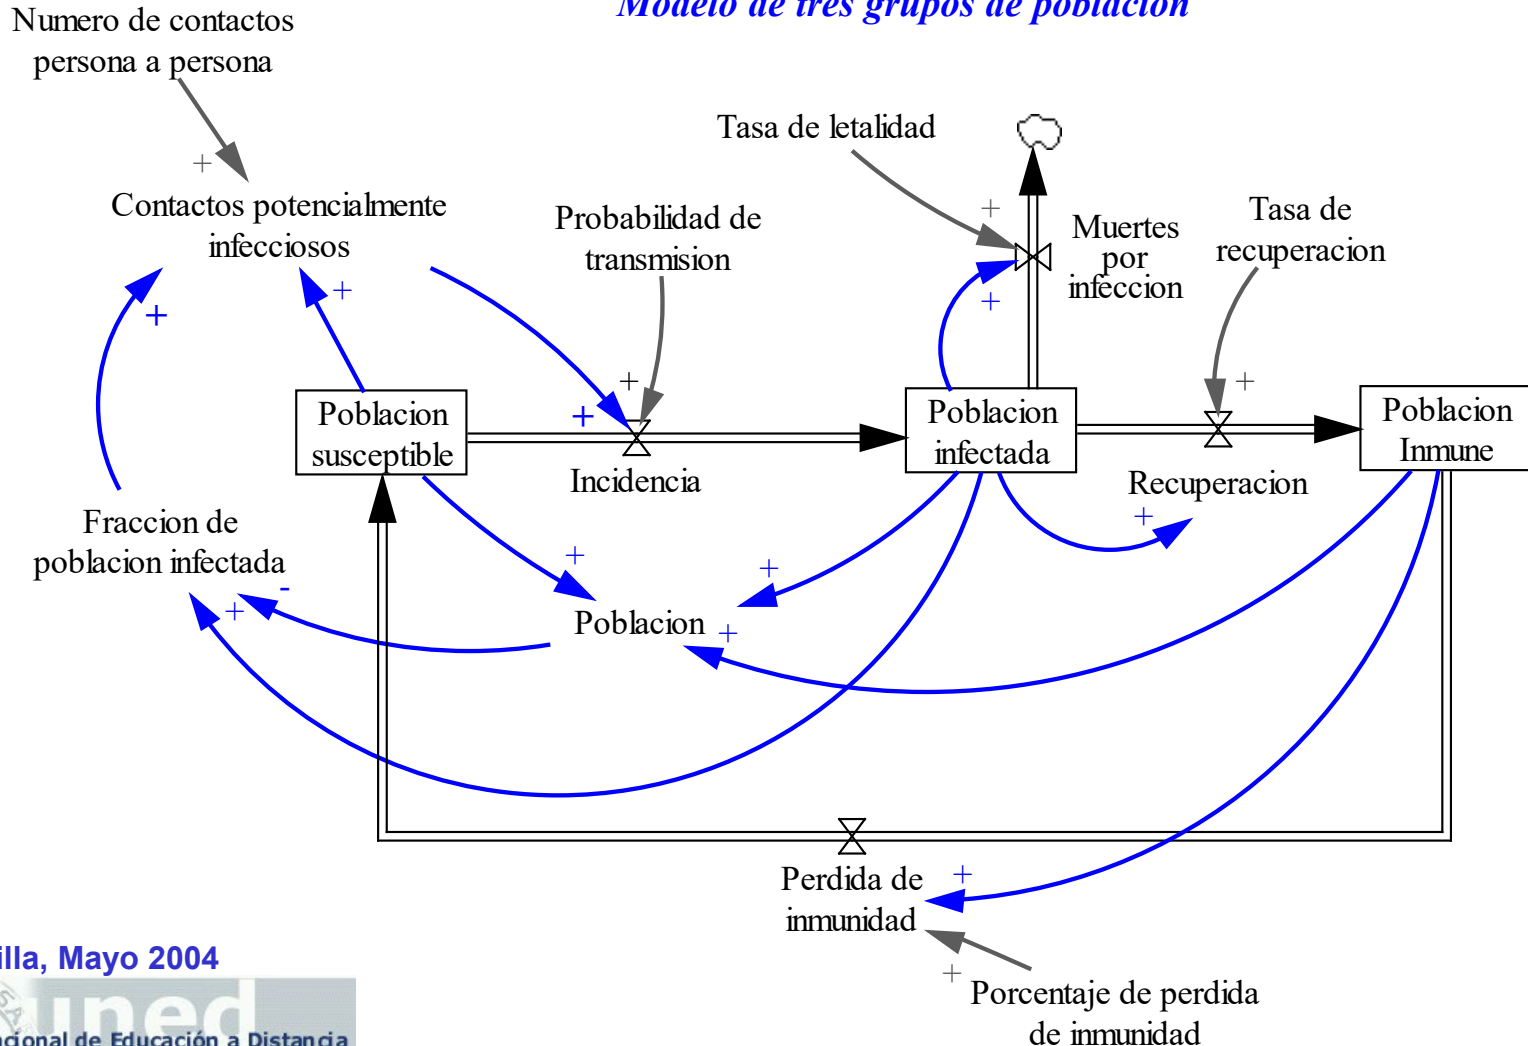 Modelo de tres grupos de poblacion
Numero de contactos
persona a persona
+
Contactos potencialmente
infecciosos
+
+
Probabilidad de
transmision
+
+
Tasa de letalidad
+
+
Muertes
por
infeccion
Tasa de
recuperacion
+
Poblacion
susceptible
Incidencia
Poblacion
infectada
Recuperacion
+
Poblacion
Inmune
Fraccion de
poblacion infectada
-
+
+
+
Poblacion
+
Perdida de
inmunidad
+
+
Porcentaje de perdida
de inmunidad
illa, Mayo 2004
uned
cional de Educación a Distancia